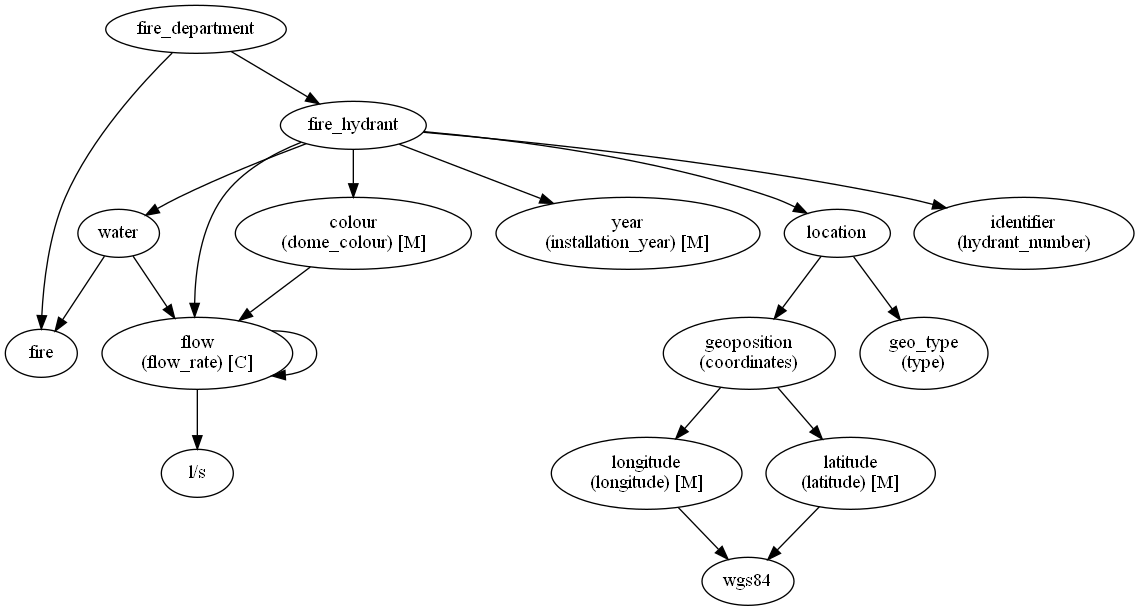 fire_department
fire_hydrant
water
colour
(dome_colour) [M]
year
(installation_year) [M]
location
identifier
(hydrant_number)
fire
flow
(flow_rate) [C]
geoposition
(coordinates)
geo_type
(type)
l/s
longitude
(longitude) [M]
latitude
(latitude) [M]
wgs84